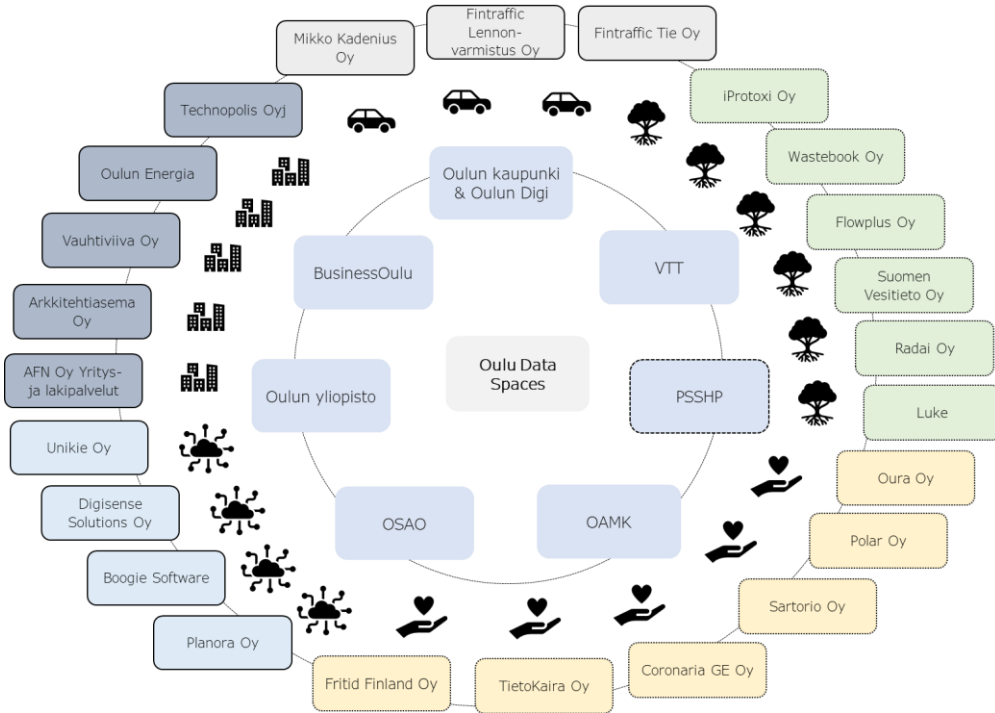 Mikko Kadenius
Oy
Fintraffic
Lennon-
varmistus Oy
Fintraffic Tie Oy
iProtoxi Oy
Wastebook Oy
Flowplus Oy
Suomen
Vesitieto Oy
Radai Oy
Luke
Oura Oy
Polar Oy
Sartorio Oy
Coronaria GE Oy
TietoKaira Oy
Fritid Finland Oy
Planora Oy
Boogie Software
Digisense
Solutions Oy
Unikie Oy
AFN Oy Yritys-
ja lakipalvelut
Arkkitehtiasema
Oy
Vauhtiviiva Oy
Oulun Energia
Technopolis Oyj
Oulun kaupunki
& Oulun Digi
VTT
PSSHP
OAMK
OSAO
Oulun yliopisto
BusinessOulu
Oulu Data
Spaces